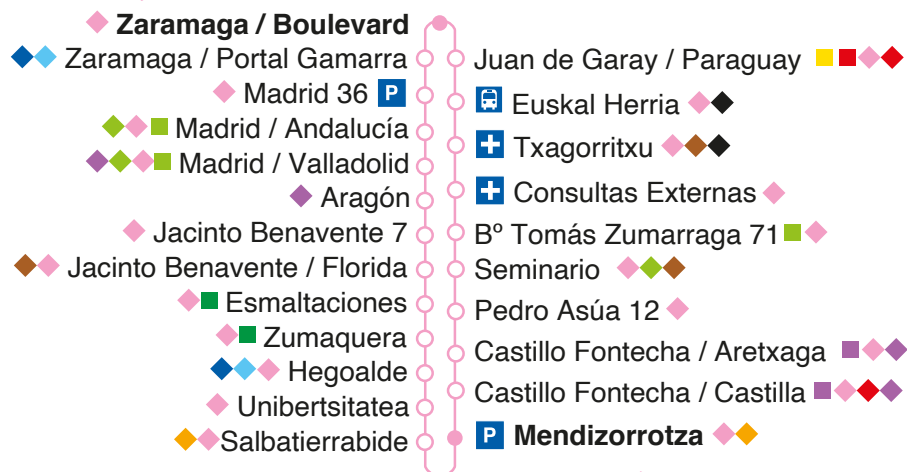 Zaramaga / Boulevard
Zaramaga / Portal Gamarra
Madrid 36 P
Madrid / Andalucía
Madrid / Valladolid
Aragón
Jacinto Benavente 7
Jacinto Benavente / Florida
Esmaltaciones
Zumaquera
Hegoalde
Unibertsitatea
Salbatierrabide
Juan de Garay / Paraguay
Euskal Herria
Txagorritxu
Consultas Externas
Bº Tomás Zumarraga 71
Seminario
Pedro Asúa 12
Castillo Fontecha / Aretxaga
Castillo Fontecha / Castilla
P Mendizorrotza